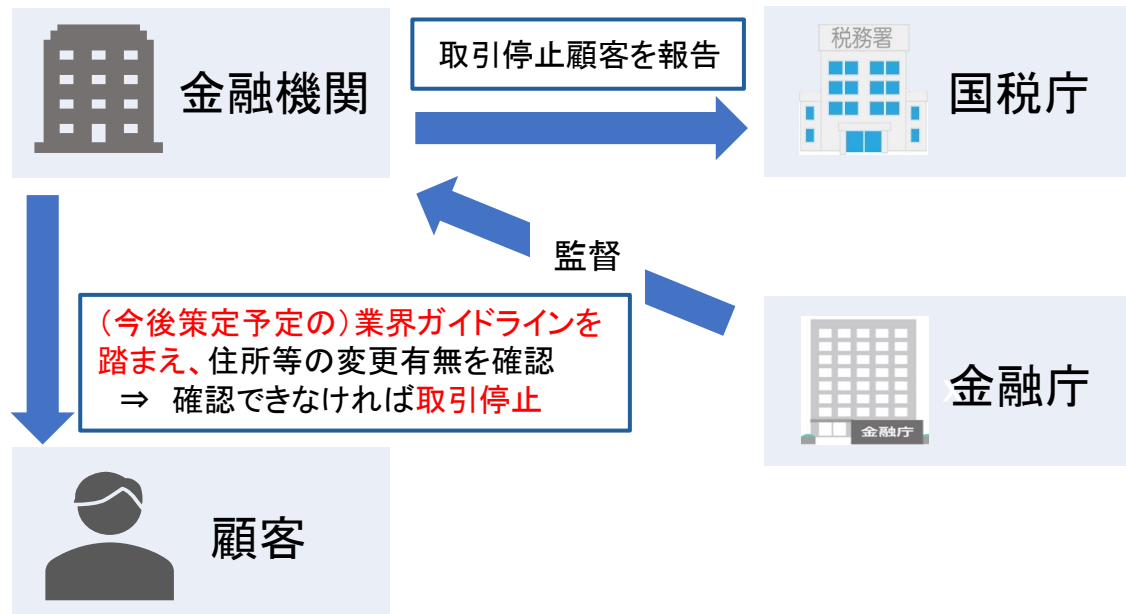 金融機関
取引停止顧客を報告
税務署
国税庁
監督
（今後策定予定の）業界ガイドラインを
踏まえ、住所等の変更有無を確認
⇒ 確認できなければ取引停止
金融庁
金融庁
顧客